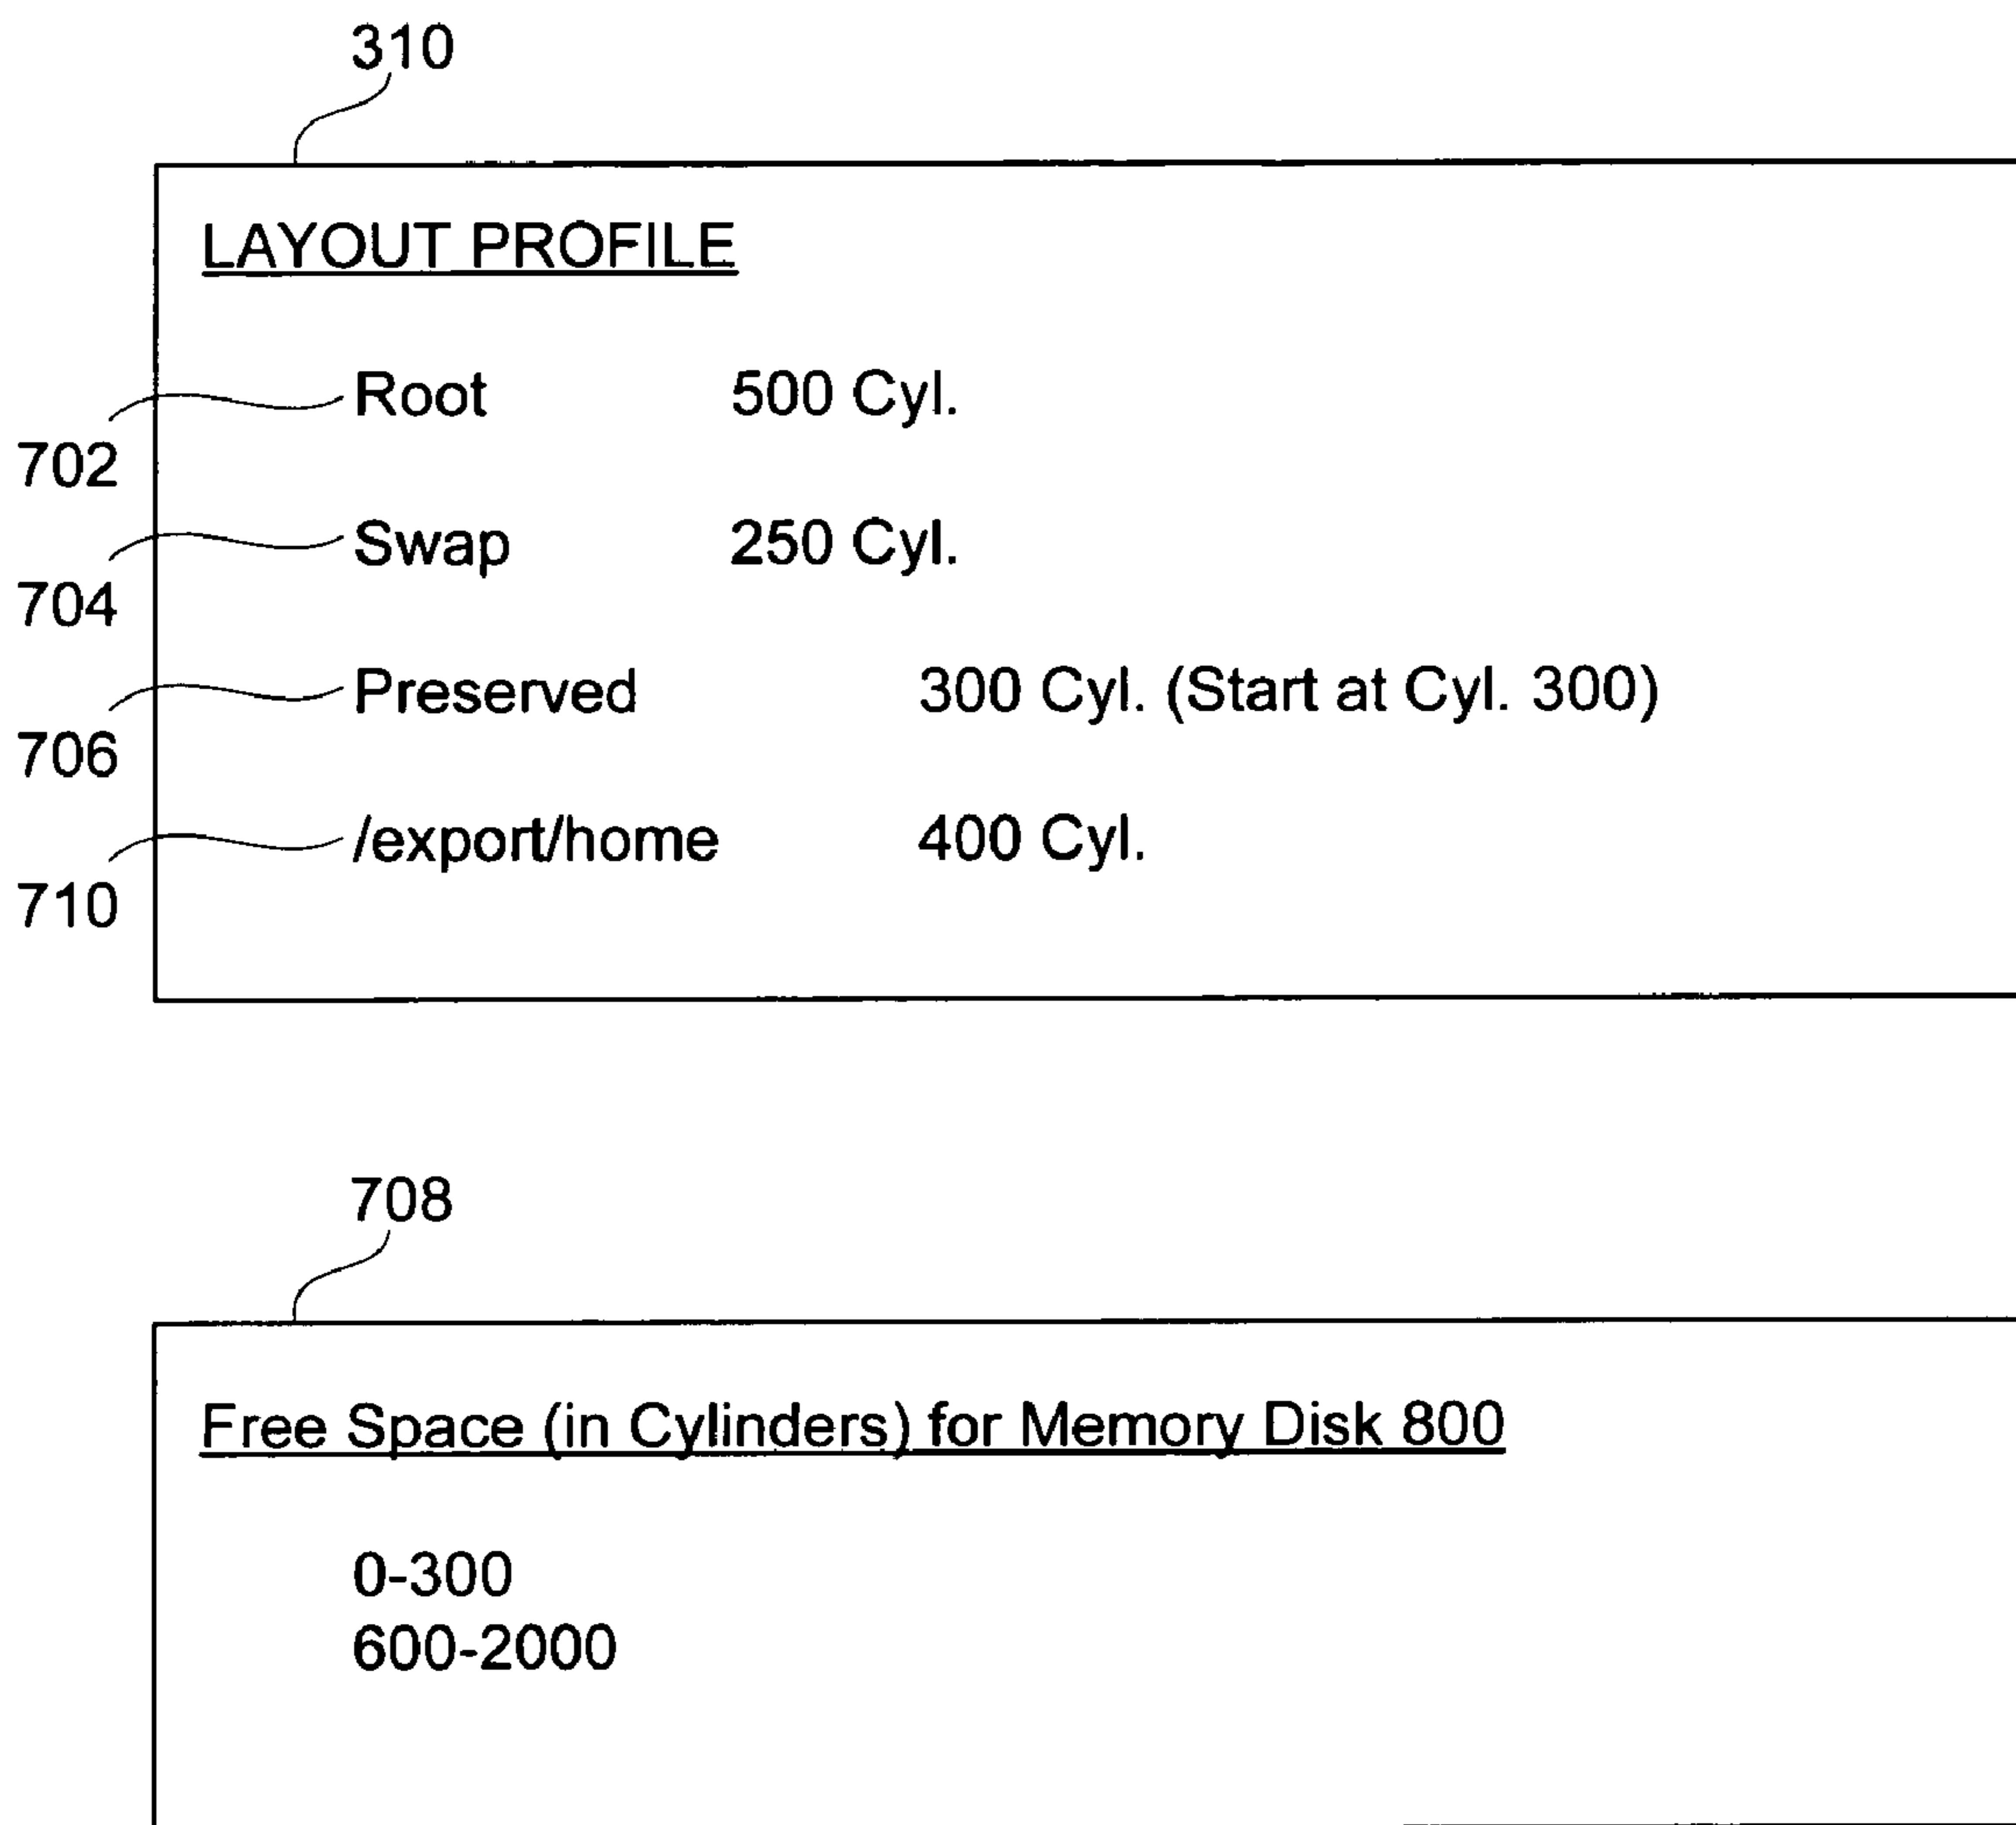 310
LAYOUT PROFILE
Root 500 Cyl.
702
Swap 250 Cyl.
704
Preserved 300 Cyl. (Start at Cyl. 300)
706
/export/home 400 Cyl.
710
708
Free Space (in Cylinders) for Memory Disk 800
0-300
600-2000